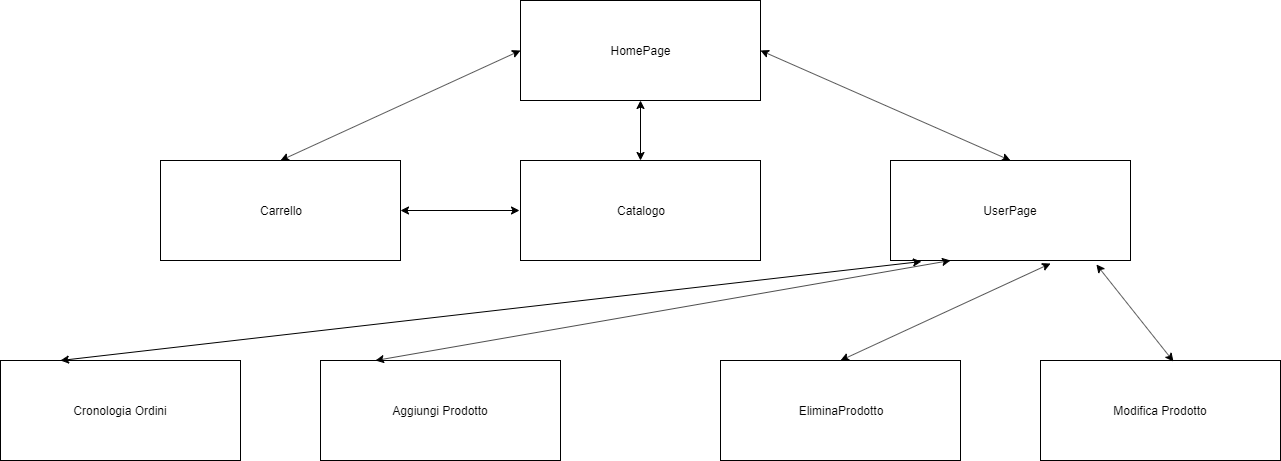 HomePage
Carrello
Catalogo
UserPage
Cronologia Ordini
Aggiungi Prodotto
EliminaProdotto
Modifica Prodotto